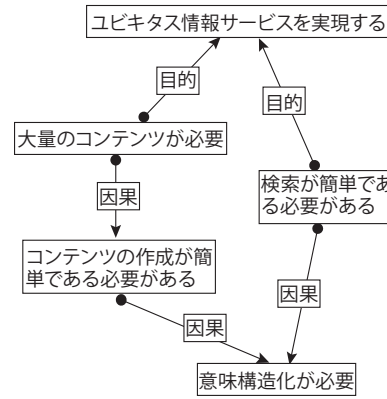 ユビキタス情報サービスを実現する
目的
目的
大量のコンテンツが必要
因果
検索が簡単であ
る必要がある
コンテンツの作成が簡
単である必要がある
因果
因果
意味構造化が必要